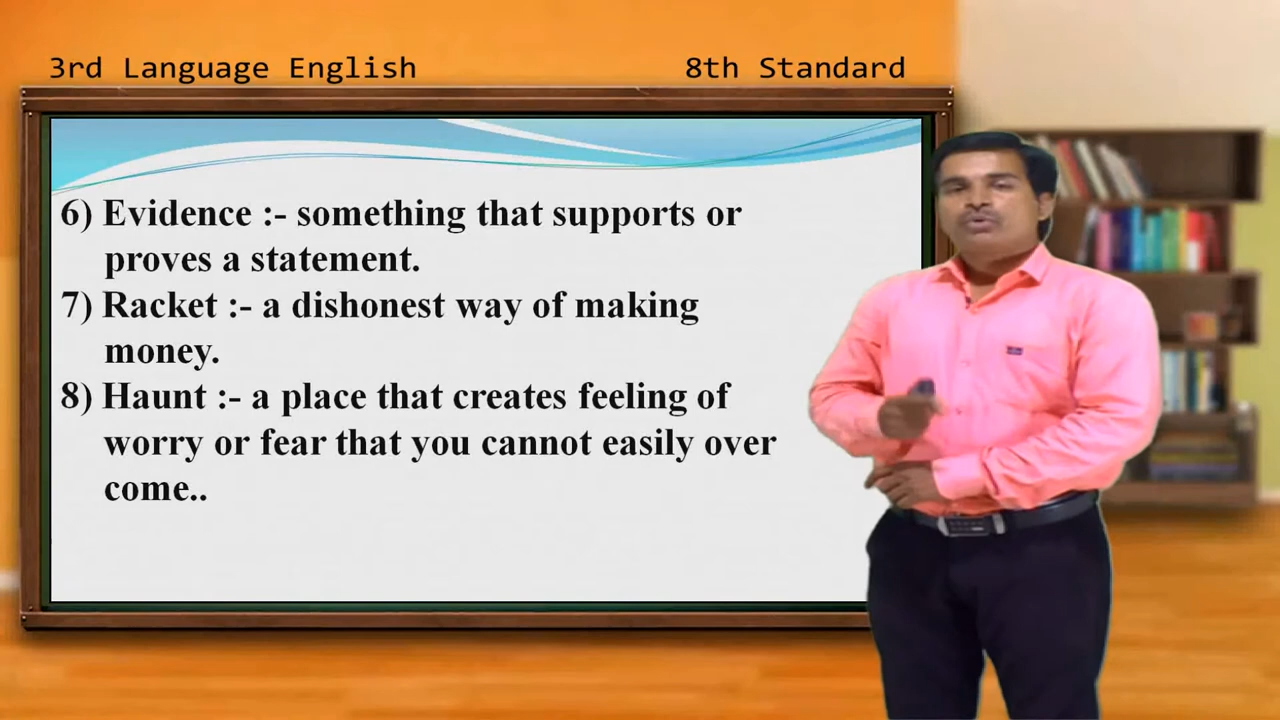 3rd Language English 8th Standard
6) Evidence :- something that supports or
proves a statement.
7) Racket :- a dishonest way of making
money.
8) Haunt :- a place that creates feeling of
worry or fear that you cannot easily over
come..